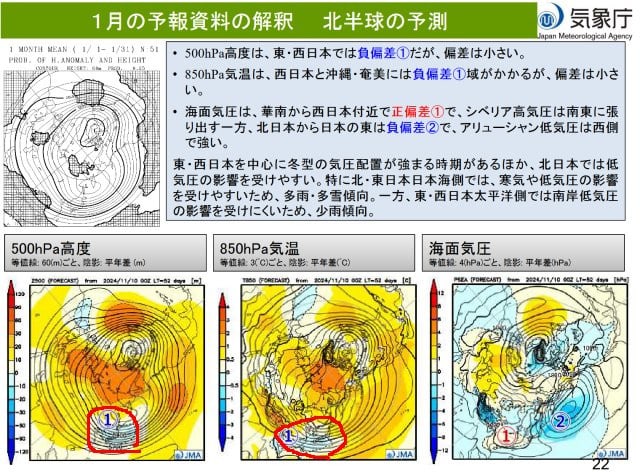 1月の予報資料の解釈　北半球の予測
気象庁
Japan Meteorological Agency
1 MONTH MEAN ( 1/ 1- 1/31) N 51
PROB. OF H.ANOMALY AND HEIGHT
• 500hPa高度は、東・西日本では負偏差①だが、偏差は小さい。
• 850hPa気温は、西日本と沖縄・奄美には負偏差①域がかかるが、偏差は小さ
い。
• 海面気圧は、華南から西日本付近で正偏差①で、シベリア高気圧は南東に張
り出す一方、北日本から日本の東は負偏差②で、アリューシャン低気圧は西側
で強い。
東・西日本を中心に冬型の気圧配置が強まる時期があるほか、北日本では低
気圧の影響を受けやすい。特に北・東日本日本海側では、寒気や低気圧の影響
を受けやすいため、多雨・多雪傾向。一方、東・西日本太平洋側では南岸低気圧
の影響を受けにくいため、少雨傾向。
500hPa高度
等値線: 60(m)ごと、陰影: 平年差(m)
850hPa気温
等値線: 3(℃)ごと、陰影: 平年差(℃)
海面気圧
等値線: 4(hPa)ごと、陰影: 平年差(hPa)
Z500 (FORECAST) from 2024/11/10 00Z LT=52 days [m]
T850 (FORECAST) from 2024/11/10 00Z LT=52 days [C]
PSEA (FORECAST) from 2024/11/10 00Z LT=52 days [hPa]
①
①
①
②
JMA
JMA
JMA
22